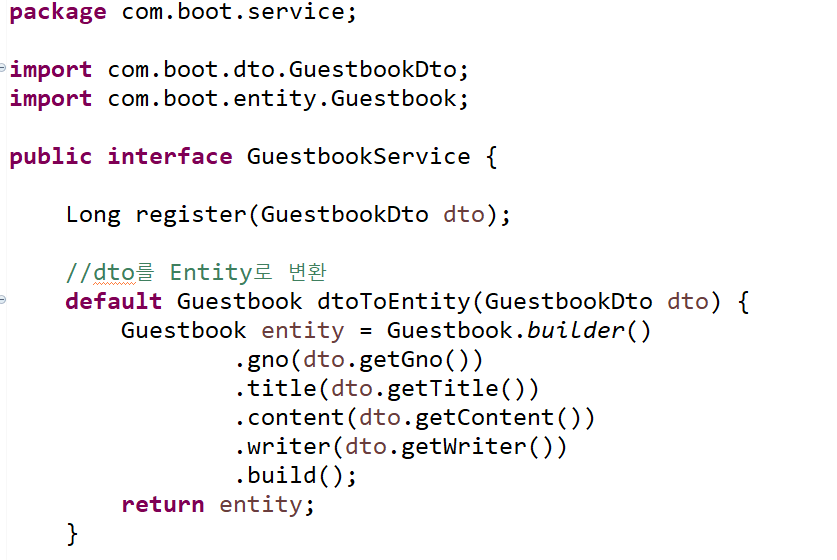 package com.boot.service;
import com.boot.dto.GuestbookDto;
import com.boot.entity.Guestbook;
public interface GuestbookService {
Long register(GuestbookDto dto);
//dto를 Entity로 변환
default Guestbook dtoToEntity(GuestbookDto dto) {
Guestbook entity = Guestbook.builder()
.gno(dto.getGno())
.title(dto.getTitle())
.content(dto.getContent())
.writer(dto.getWriter())
.build();
return entity;
}